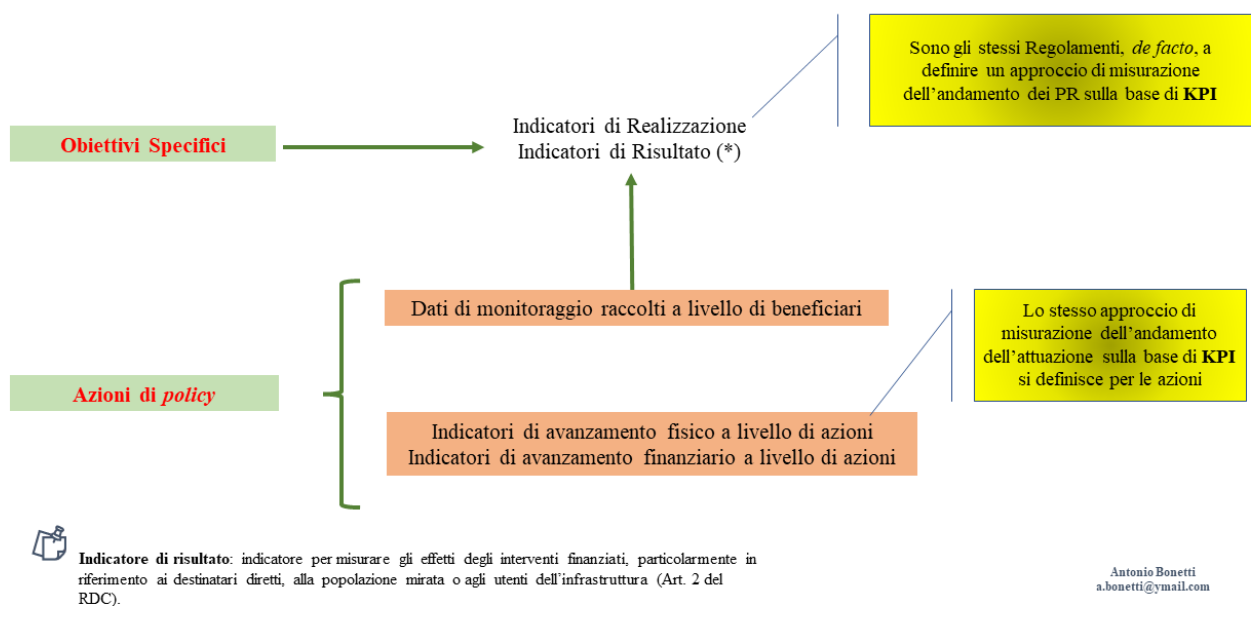 Sono gli stessi Regolamenti, de facto, a
definire un approccio di misurazione
dell'andamento dei PR sulla base di KPI
Obiettivi Specifici
Indicatori di Realizzazione
Indicatori di Risultato (*)
Dati di monitoraggio raccolti a livello di beneficiari
Lo stesso approccio di
misurazione dell'andamento
dell'attuazione sulla base di KPI
si definisce per le azioni
Azioni di policy
Indicatori di avanzamento fisico a livello di azioni
Indicatori di avanzamento finanziario a livello di azioni
Indicatore di risultato: indicatore per misurare gli effetti degli interventi finanziati, particolarmente in
riferimento ai destinatari diretti, alla popolazione mirata o agli utenti dell'infrastruttura (Art. 2 del
RDC).
Antonio Bonetti
a.bonetti@ymail.com